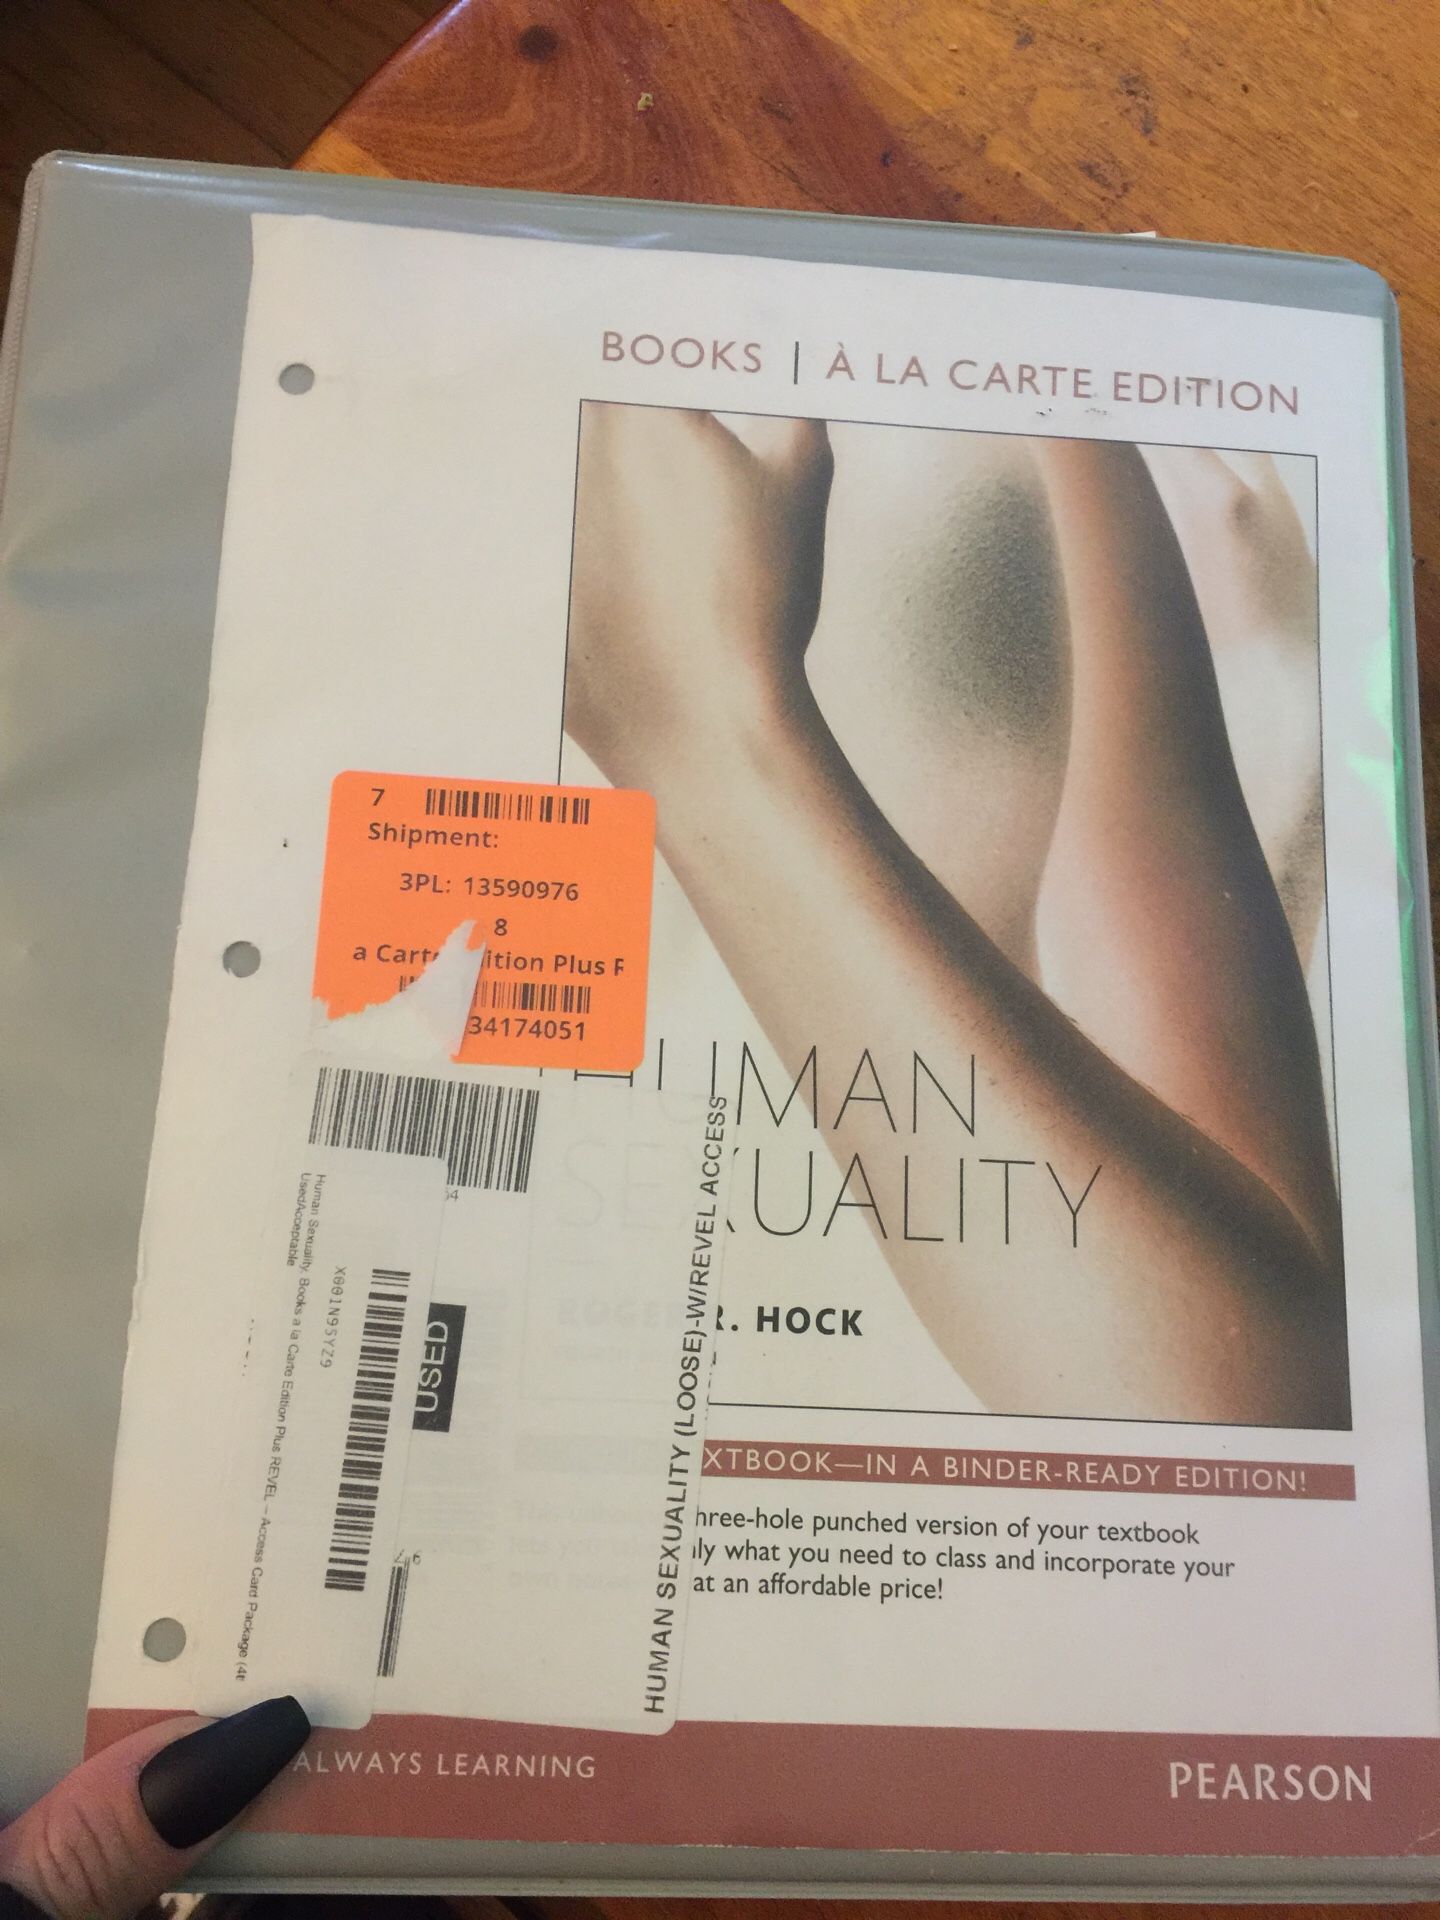 BOOKS | À LA CARTE EDITION
7
Shipment:
3PL: 13590976
8
a Carte ition Plus F
34174051
HUMAN
SEXUALITY
R. HOCK
HUMAN SEXUALITY (LOOSE)-W/REVEL ACCESS
Human Sexuality, Books a la Carte Edition Plus REVEL -- Access Card Package (4t
Used/Acceptable
X001N95YZ9
USED
XTBOOK—IN A BINDER-READY EDITION!
hree-hole punched version of your textbook
ly what you need to class and incorporate your
at an affordable price!
ALWAYS LEARNING
PEARSON